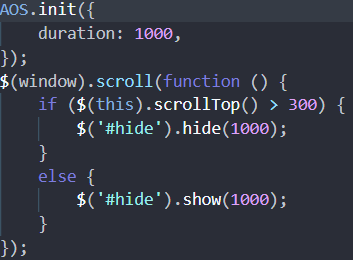 AOS.init({
    duration: 1000,
});
$(window).scroll(function () {
    if ($(this).scrollTop() > 300) {
        $('#hide').hide(1000);
    }
    else {
        $('#hide').show(1000);
    }
});